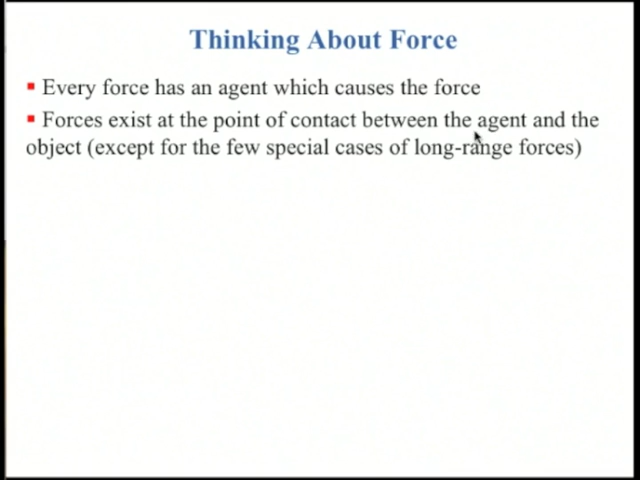 Thinking About Force
▪ Every force has an agent which causes the force
▪ Forces exist at the point of contact between the agent and the
object (except for the few special cases of long-range forces)